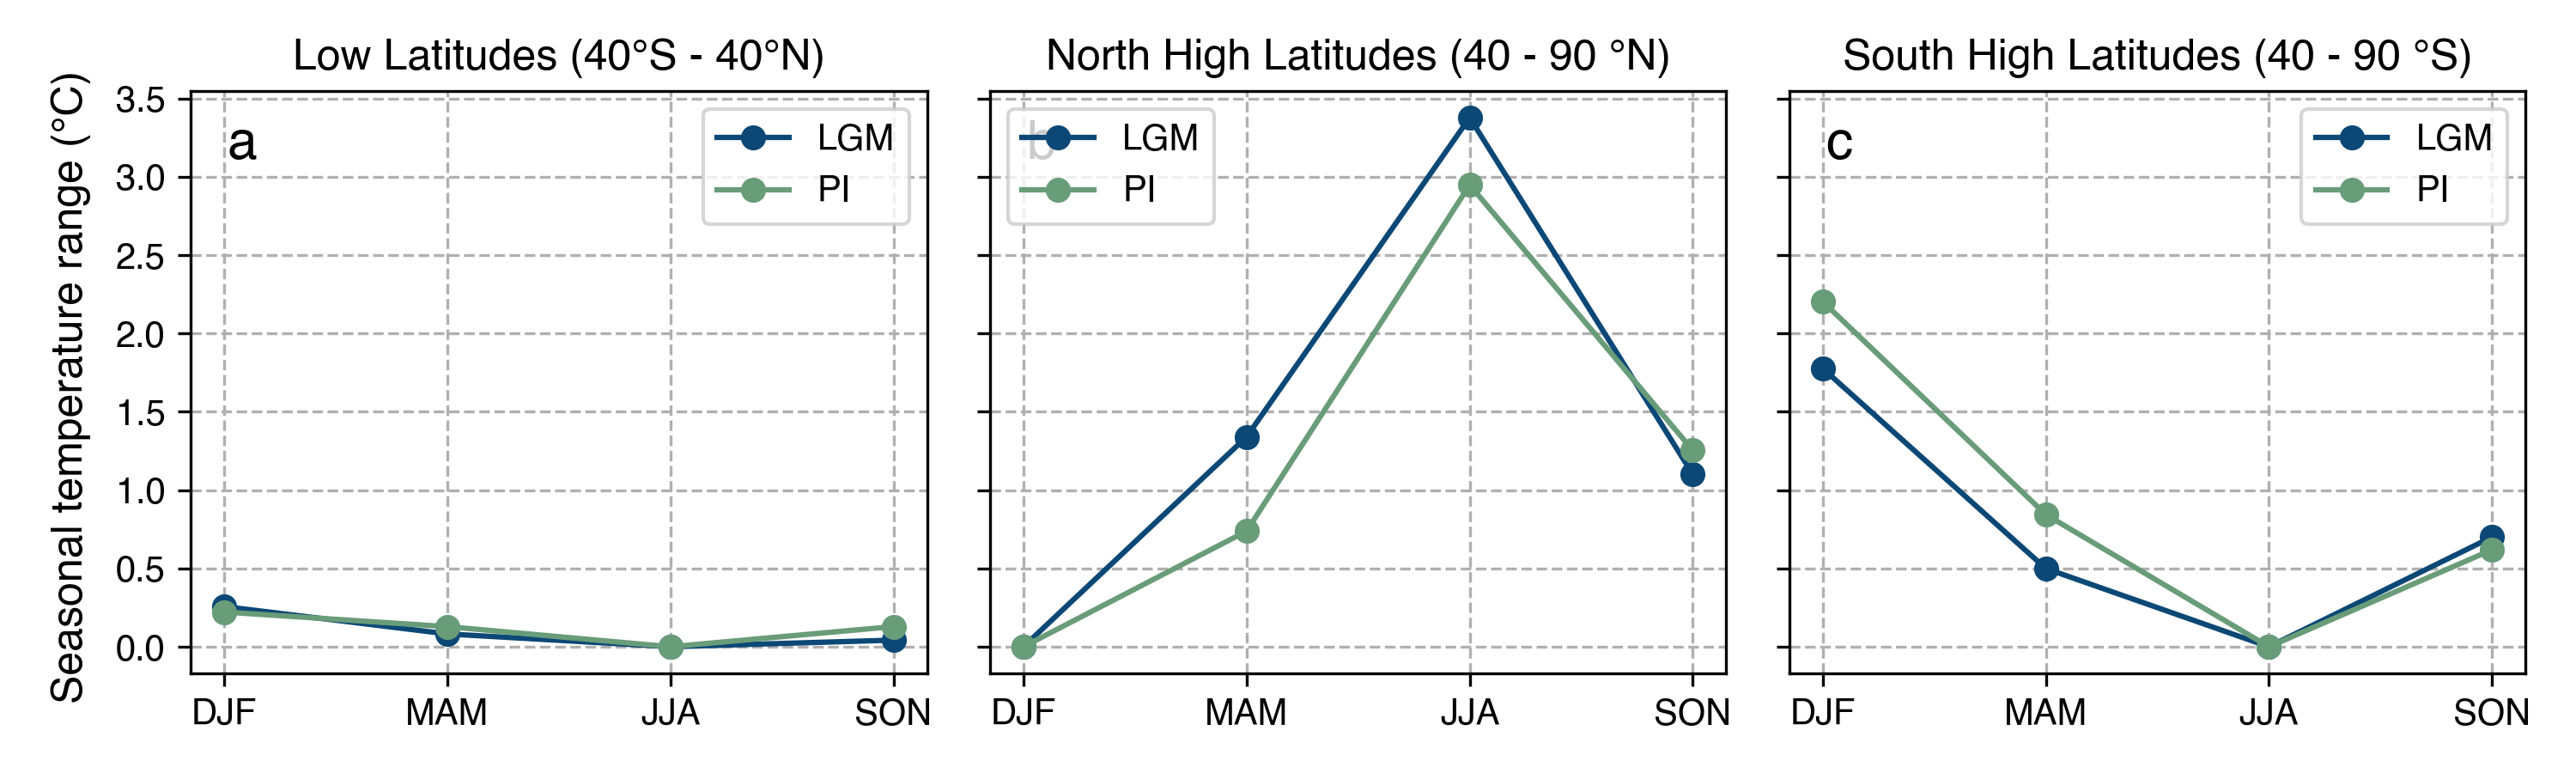 Low Latitudes (40°S - 40°N)
North High Latitudes (40 - 90 °N)
South High Latitudes (40 - 90 °S)
Seasonal temperature range (°C)
3.5
3.0
2.5
2.0
1.5
1.0
0.5
0.0
a
LGM
PI
DJF
MAM
JJA
SON
b
LGM
PI
DJF
MAM
JJA
SON
c
LGM
PI
DJF
MAM
JJA
SON